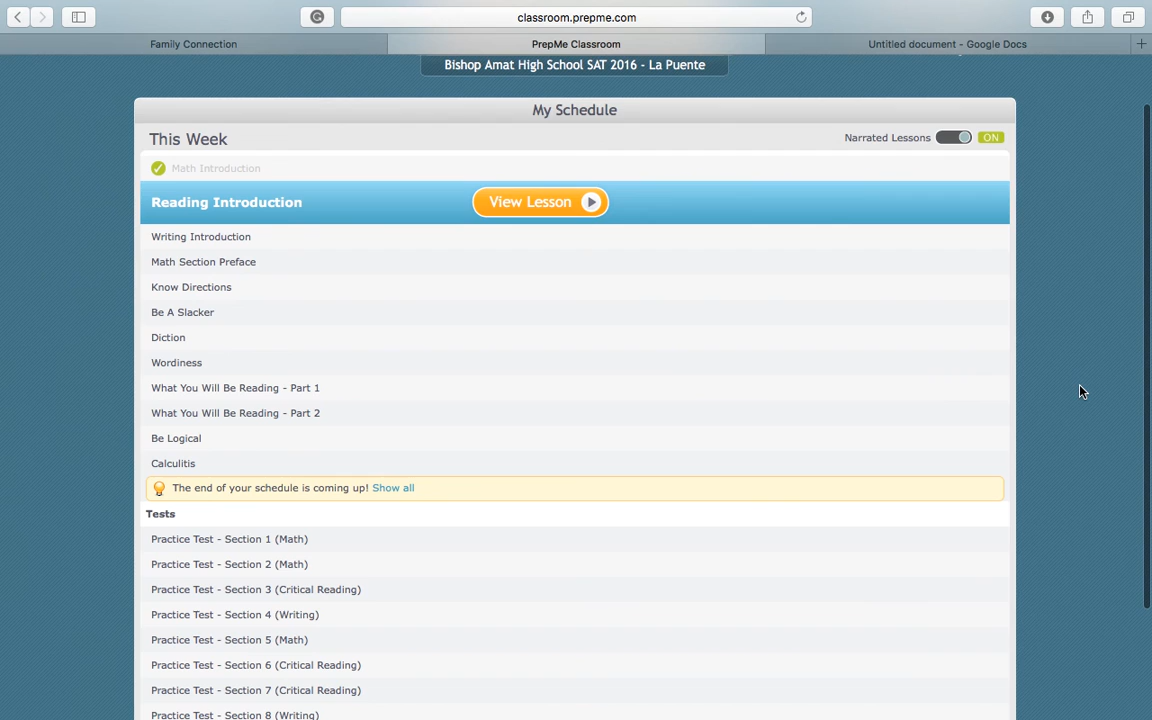 classroom.prepme.com
Family Connection
PrepMe Classroom
Untitled document - Google Docs
Bishop Amat High School SAT 2016 - La Puente
My Schedule
This Week
Narrated Lessons ON
Math Introduction
Reading Introduction View Lesson
Writing Introduction
Math Section Preface
Know Directions
Be A Slacker
Diction
Wordiness
What You Will Be Reading - Part 1
What You Will Be Reading - Part 2
Be Logical
Calculitis
The end of your schedule is coming up! Show all
Tests
Practice Test - Section 1 (Math)
Practice Test - Section 2 (Math)
Practice Test - Section 3 (Critical Reading)
Practice Test - Section 4 (Writing)
Practice Test - Section 5 (Math)
Practice Test - Section 6 (Critical Reading)
Practice Test - Section 7 (Critical Reading)
Practice Test - Section 8 (Writing)